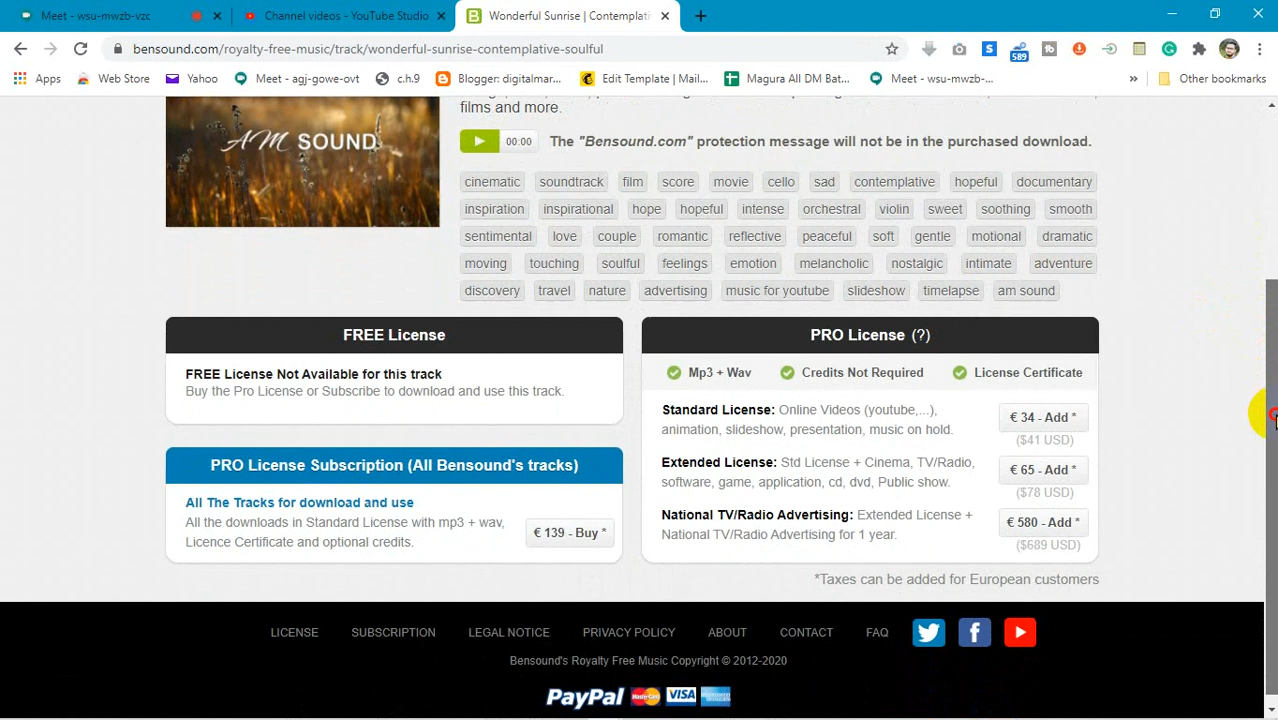 Meet - wsu-mwzb-vzc
Channel videos - YouTube Studio
Wonderful Sunrise | Contemplati
bensound.com/royalty-free-music/track/wonderful-sunrise-contemplative-soulful
589
Apps Web Store Yahoo Meet - agj-gowe-ovt c.h.9 Blogger: digitalmar... Edit Template | Mail... Magura All DM Bat... Meet - wsu-mwzb-... » Other bookmarks
films and more.
AM SOUND
00:00 The "Bensound.com" protection message will not be in the purchased download.
cinematic soundtrack film score movie cello sad contemplative hopeful documentary
inspiration inspirational hope hopeful intense orchestral violin sweet soothing smooth
sentimental love couple romantic reflective peaceful soft gentle motional dramatic
moving touching soulful feelings emotion melancholic nostalgic intimate adventure
discovery travel nature advertising music for youtube slideshow timelapse am sound
FREE License
FREE License Not Available for this track
Buy the Pro License or Subscribe to download and use this track.
PRO License Subscription (All Bensound's tracks)
All The Tracks for download and use
All the downloads in Standard License with mp3 + wav,
Licence Certificate and optional credits.
€ 139 - Buy *
PRO License (?)
Mp3 + Wav Credits Not Required License Certificate
Standard License: Online Videos (youtube,...),
animation, slideshow, presentation, music on hold.
€ 34 - Add *
($41 USD)
Extended License: Std License + Cinema, TV/Radio,
software, game, application, cd, dvd, Public show.
€ 65 - Add *
($78 USD)
National TV/Radio Advertising: Extended License +
National TV/Radio Advertising for 1 year.
€ 580 - Add *
($689 USD)
*Taxes can be added for European customers
LICENSE SUBSCRIPTION LEGAL NOTICE PRIVACY POLICY ABOUT CONTACT FAQ
Bensound's Royalty Free Music Copyright © 2012-2020
PayPal MasterCard VISA